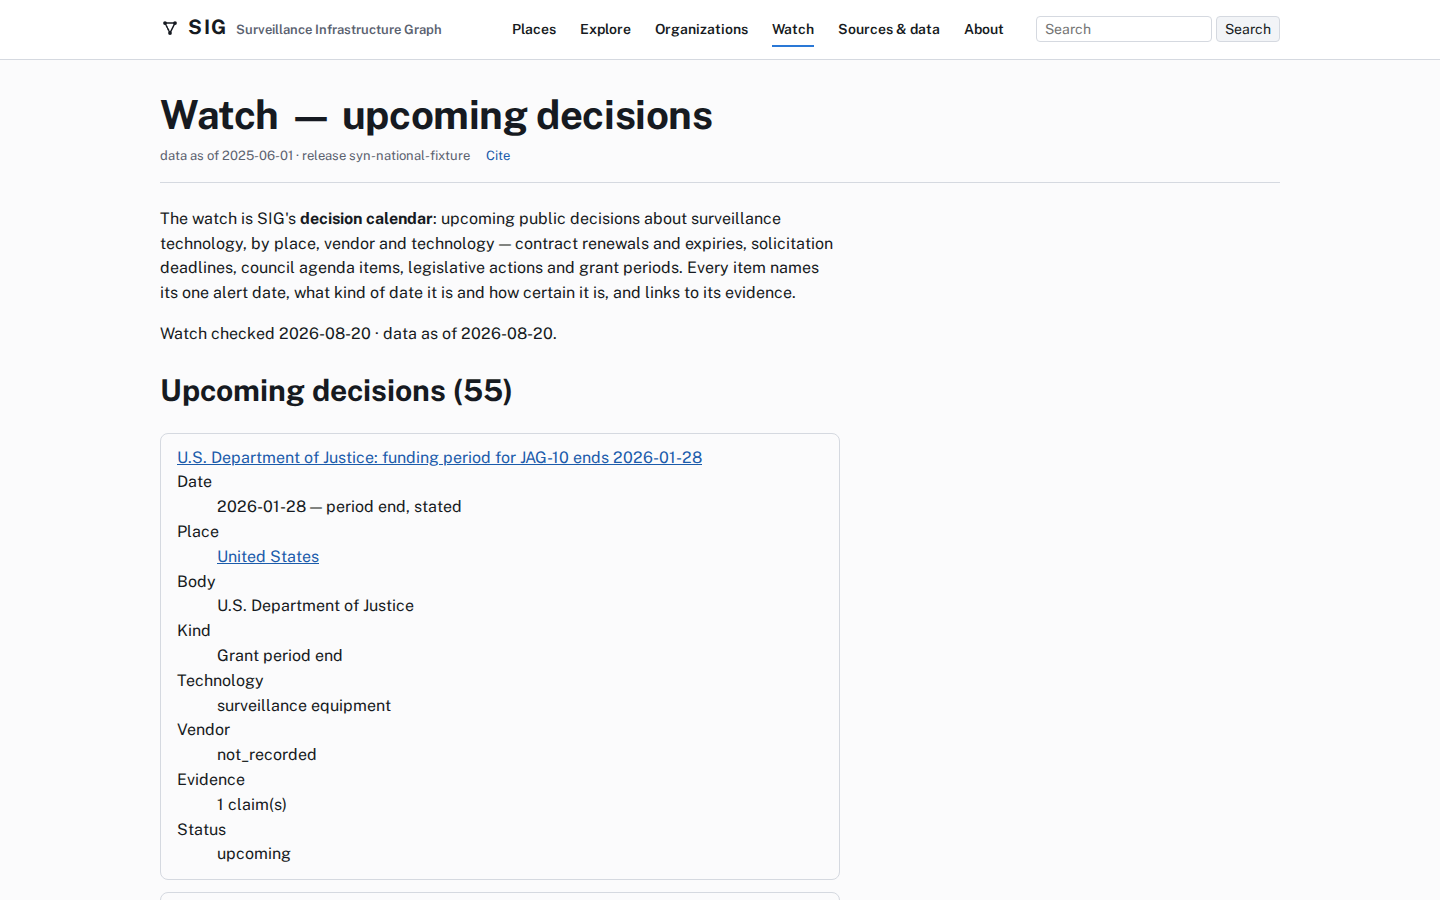 SIG Surveillance Infrastructure Graph
Places Explore Organizations Watch Sources & data About Search Search
Watch — upcoming decisions
data as of 2025-06-01 · release syn-national-fixture Cite
The watch is SIG's decision calendar: upcoming public decisions about surveillance
technology, by place, vendor and technology — contract renewals and expiries, solicitation
deadlines, council agenda items, legislative actions and grant periods. Every item names
its one alert date, what kind of date it is and how certain it is, and links to its evidence.
Watch checked 2026-08-20 · data as of 2026-08-20.
Upcoming decisions (55)
U.S. Department of Justice: funding period for JAG-10 ends 2026-01-28
Date
2026-01-28 — period end, stated
Place
United States
Body
U.S. Department of Justice
Kind
Grant period end
Technology
surveillance equipment
Vendor
not_recorded
Evidence
1 claim(s)
Status
upcoming